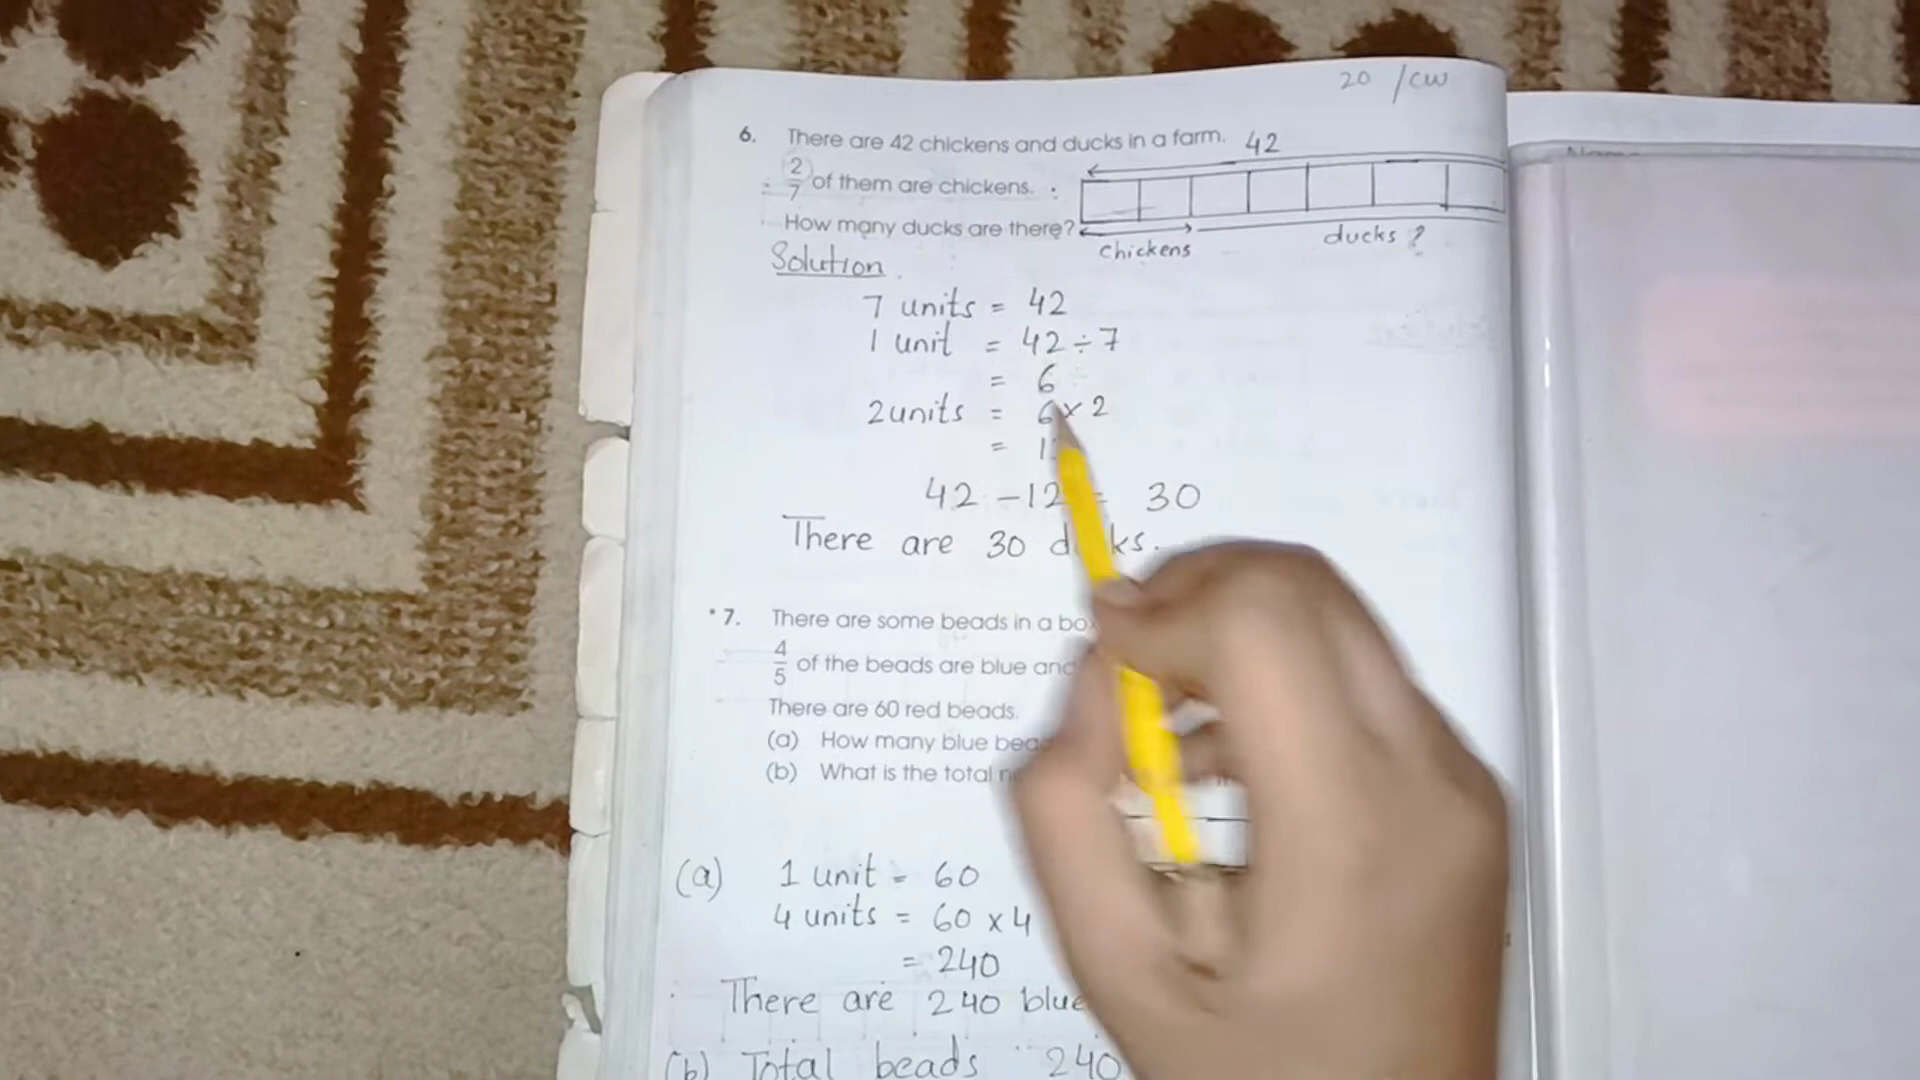 20 /cw
6. There are 42 chickens and ducks in a farm. 42
2/7 of them are chickens.
How many ducks are there?
chickens ducks ?
Solution
7 units = 42
1 unit = 42 ÷ 7
= 6
2 units = 6 x 2
42 - 12 = 30
There are 30
7. There are some beads in a
4/5 of the beads are blue and
There are 60 red beads.
(a) How many blue
(b) What is the total
(a) 1 unit = 60
4 units = 60 x 4
= 240
There are 240 blue
(b) Total beads 240